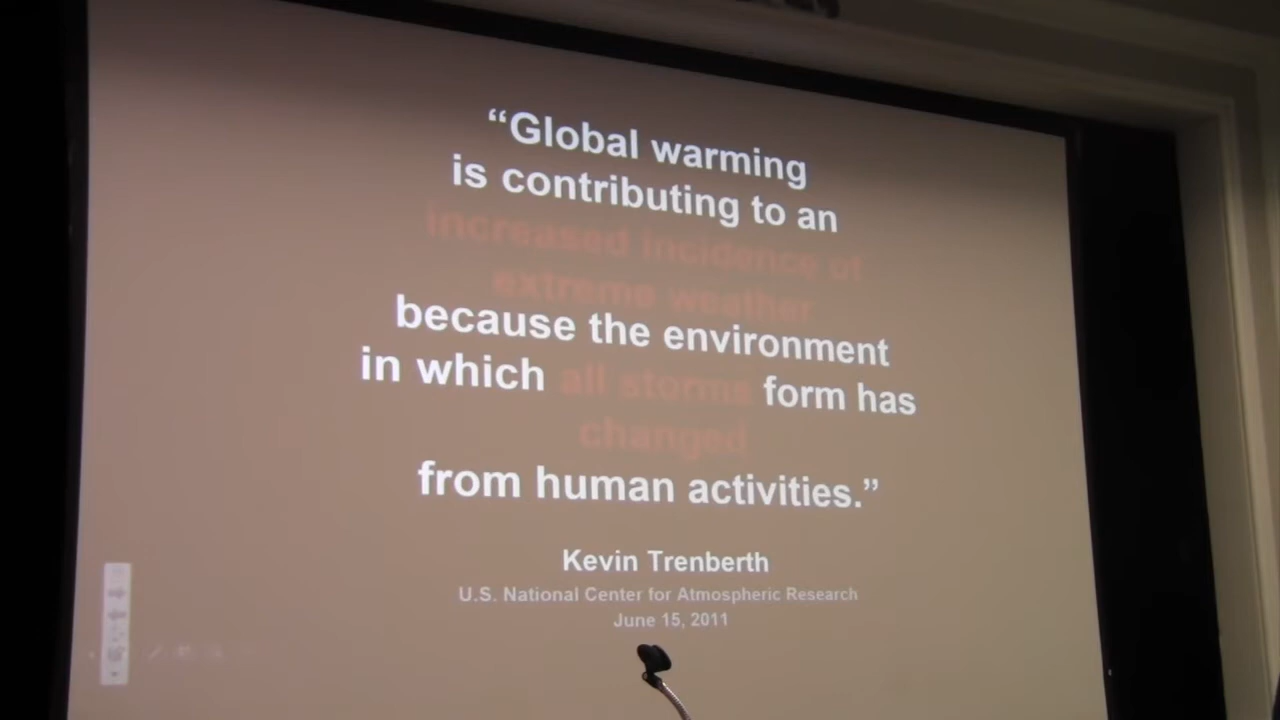 “Global warming
is contributing to an
increased incidence of
extreme weather
because the environment
in which all storms form has
changed
from human activities.”
Kevin Trenberth
U.S. National Center for Atmospheric Research
June 15, 2011